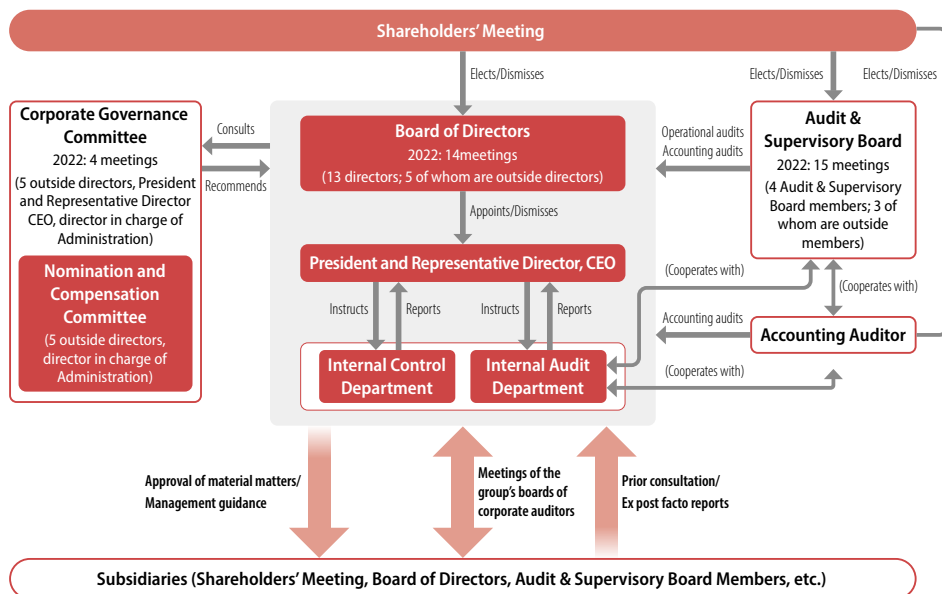 Shareholders' Meeting
Elects/Dismisses
Elects/Dismisses
Elects/Dismisses
Corporate Governance
Committee
2022: 4 meetings
(5 outside directors, President
and Representative Director
CEO, director in charge of
Administration)
Nomination and
Compensation
Committee
(5 outside directors,
director in charge of
Administration)
Consults
Recommends
Board of Directors
2022: 14meetings
(13 directors; 5 of whom are outside directors)
Appoints/Dismisses
President and Representative Director, CEO
Instructs
Reports
Instructs
Reports
Internal Control
Department
Internal Audit
Department
Operational audits
Accounting audits
Audit &
Supervisory Board
2022: 15 meetings
(4 Audit & Supervisory
Board members; 3 of
whom are outside
members)
(Cooperates with)
(Cooperates with)
Accounting audits
Accounting Auditor
(Cooperates with)
Approval of material matters/
Management guidance
Meetings of the
group's boards of
corporate auditors
Prior consultation/
Ex post facto reports
Subsidiaries (Shareholders' Meeting, Board of Directors, Audit & Supervisory Board Members, etc.)